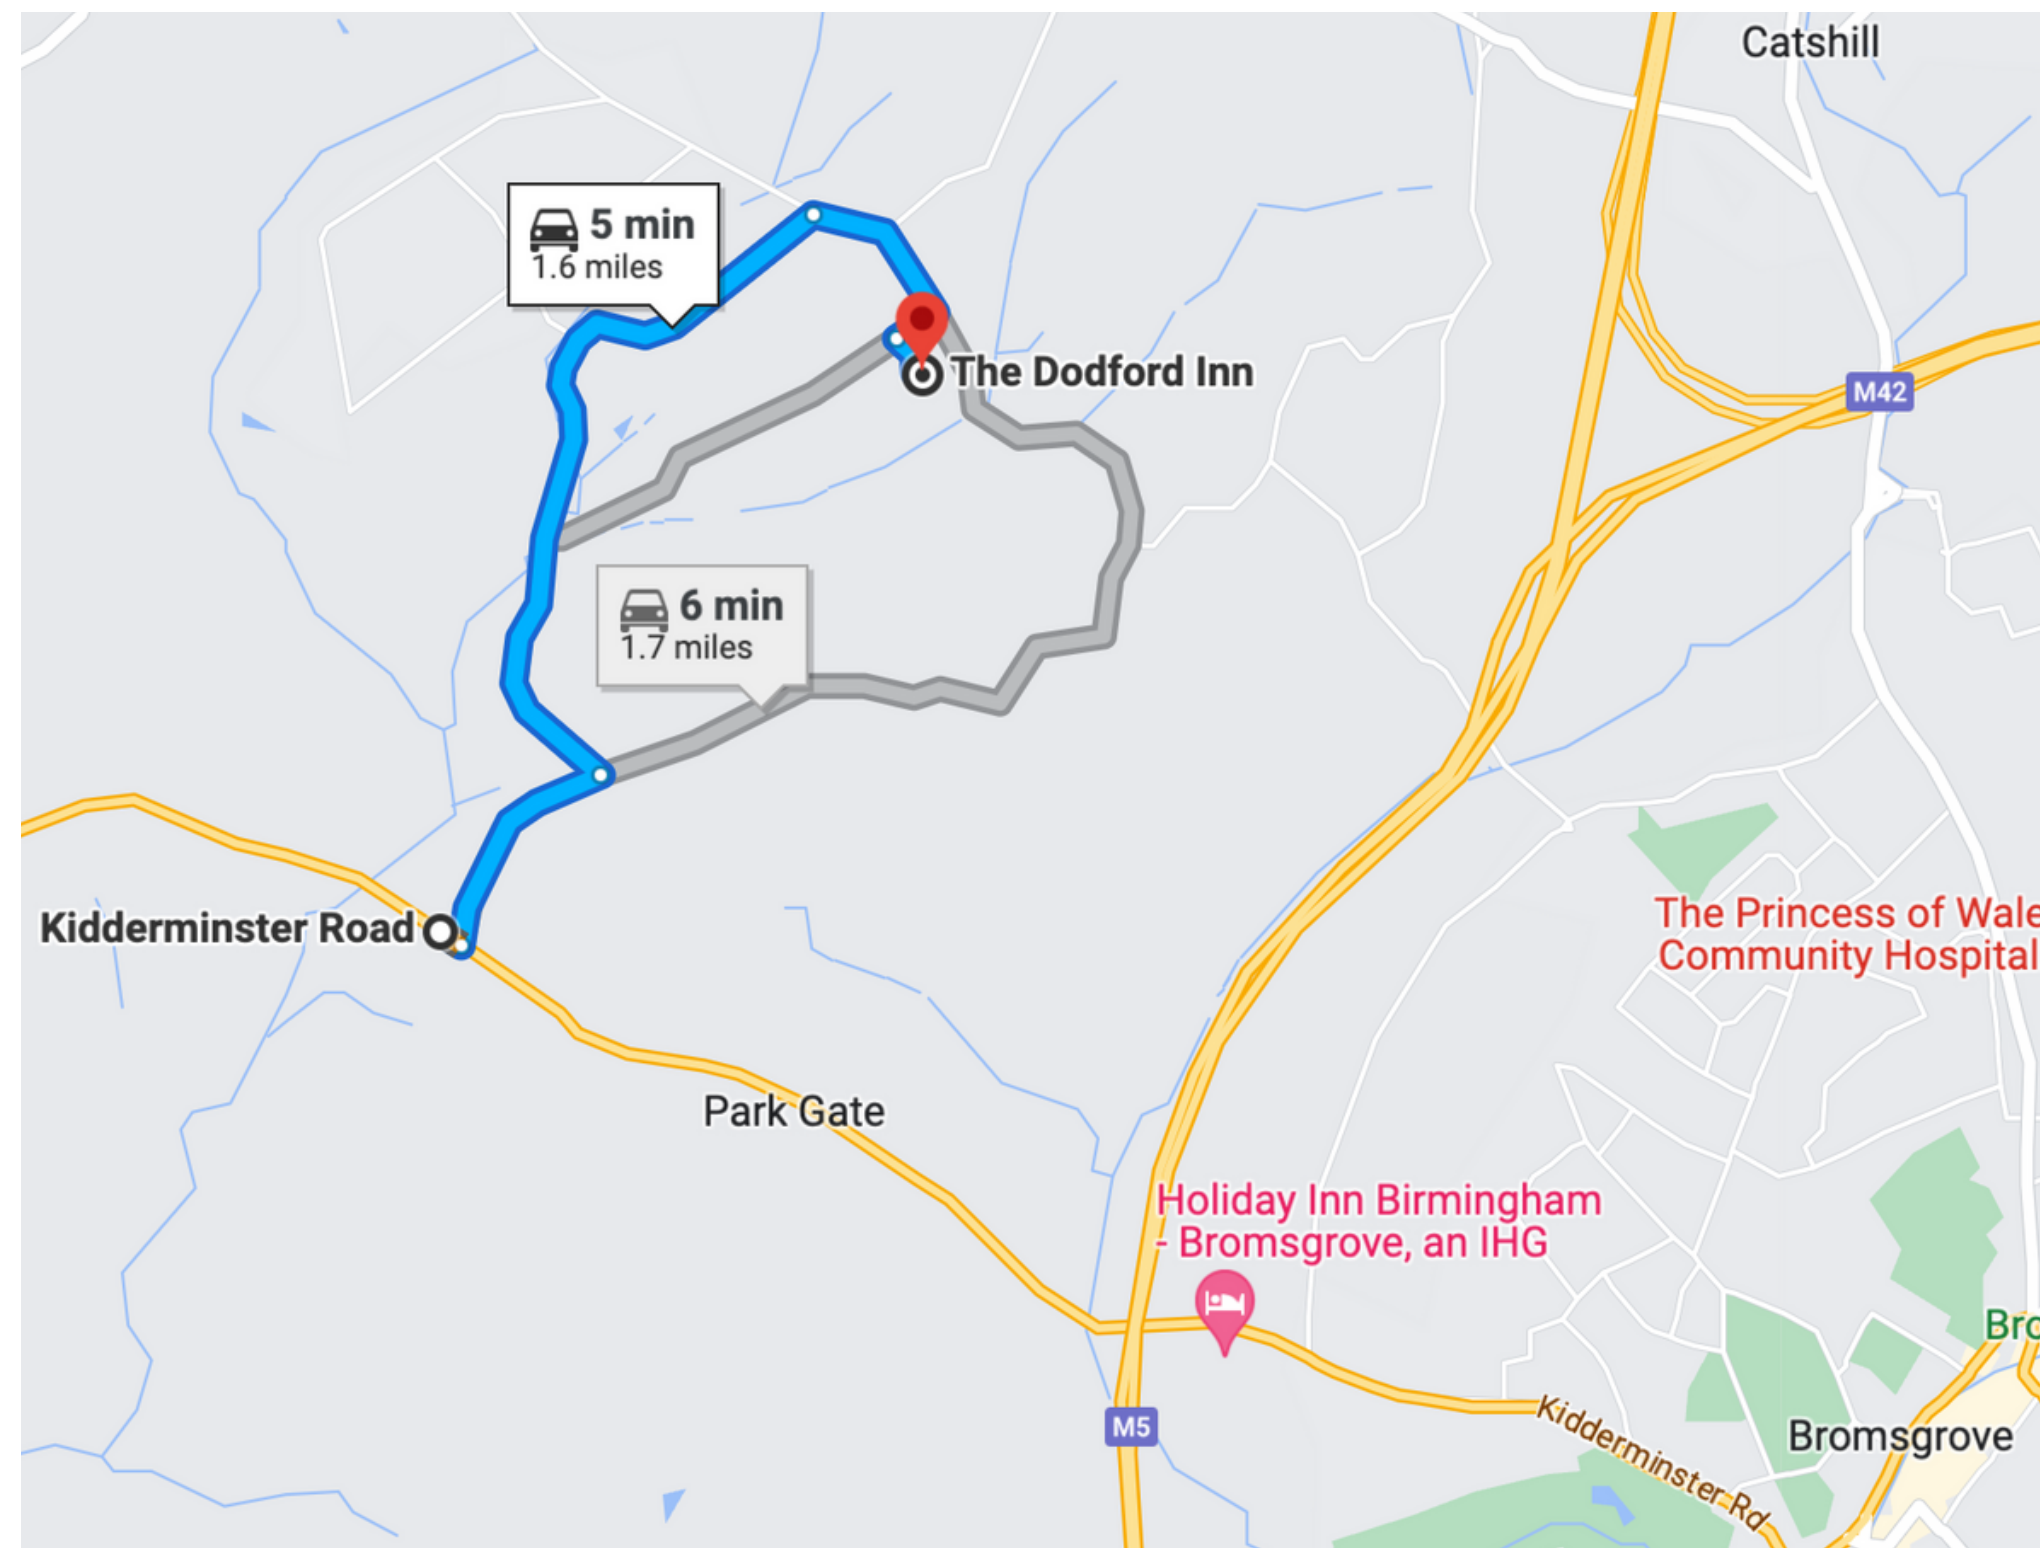 Catshill
5 min
1.6 miles
The Dodford Inn
M42
6 min
1.7 miles
Kidderminster Road
The Princess of Wale
Community Hospital
Park Gate
Holiday Inn Birmingham
- Bromsgrove, an IHG
Bro
M5
Kidderminster Rd
Bromsgrove